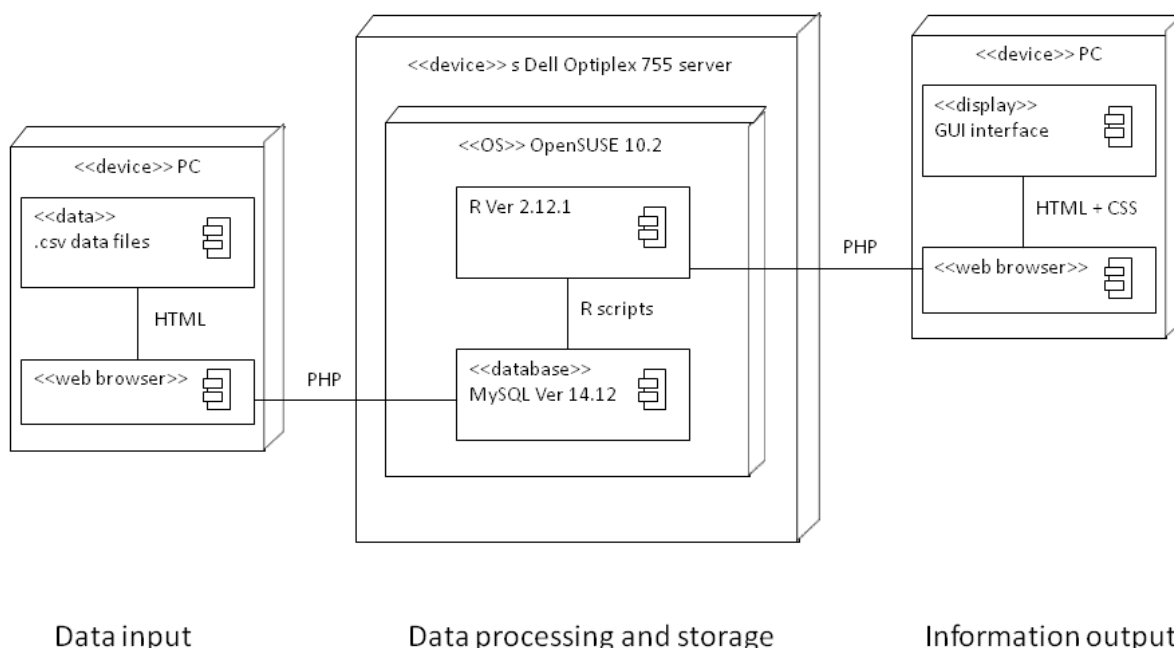 <<device>> PC
<<data>>
.csv data files
HTML
<<web browser>>
PHP
<<device>> s Dell Optiplex 755 server
<<OS>> OpenSUSE 10.2
R Ver 2.12.1
R scripts
<<database>>
MySQL Ver 14.12
PHP
<<device>> PC
<<display>>
GUI interface
HTML + CSS
<<web browser>>
Data input
Data processing and storage
Information output